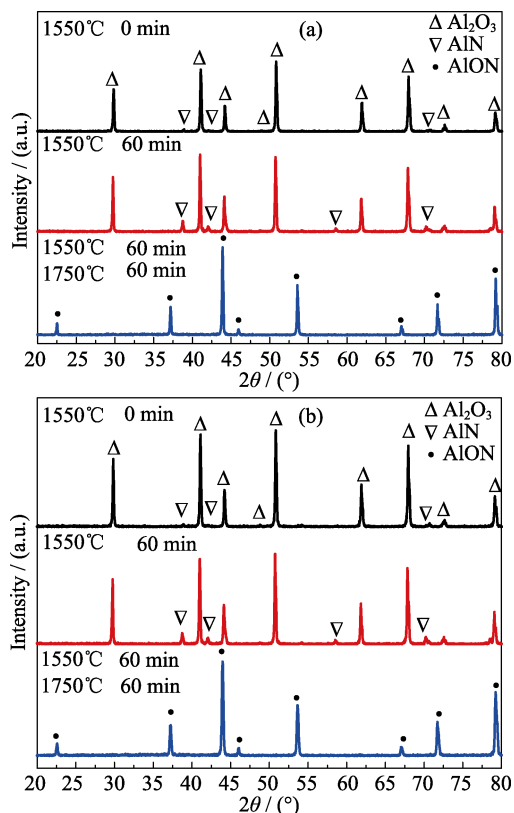 1550℃ 0 min (a) Δ Al₂O₃
∇ AlN
• AlON
1550℃ 60 min
1550℃ 60 min
1750℃ 60 min
Intensity / (a.u.)
20 25 30 35 40 45 50 55 60 65 70 75 80
2θ / (°)
1550℃ 0 min (b) Δ Al₂O₃
∇ AlN
• AlON
1550℃ 60 min
1550℃ 60 min
1750℃ 60 min
Intensity / (a.u.)
20 25 30 35 40 45 50 55 60 65 70 75 80
2θ / (°)